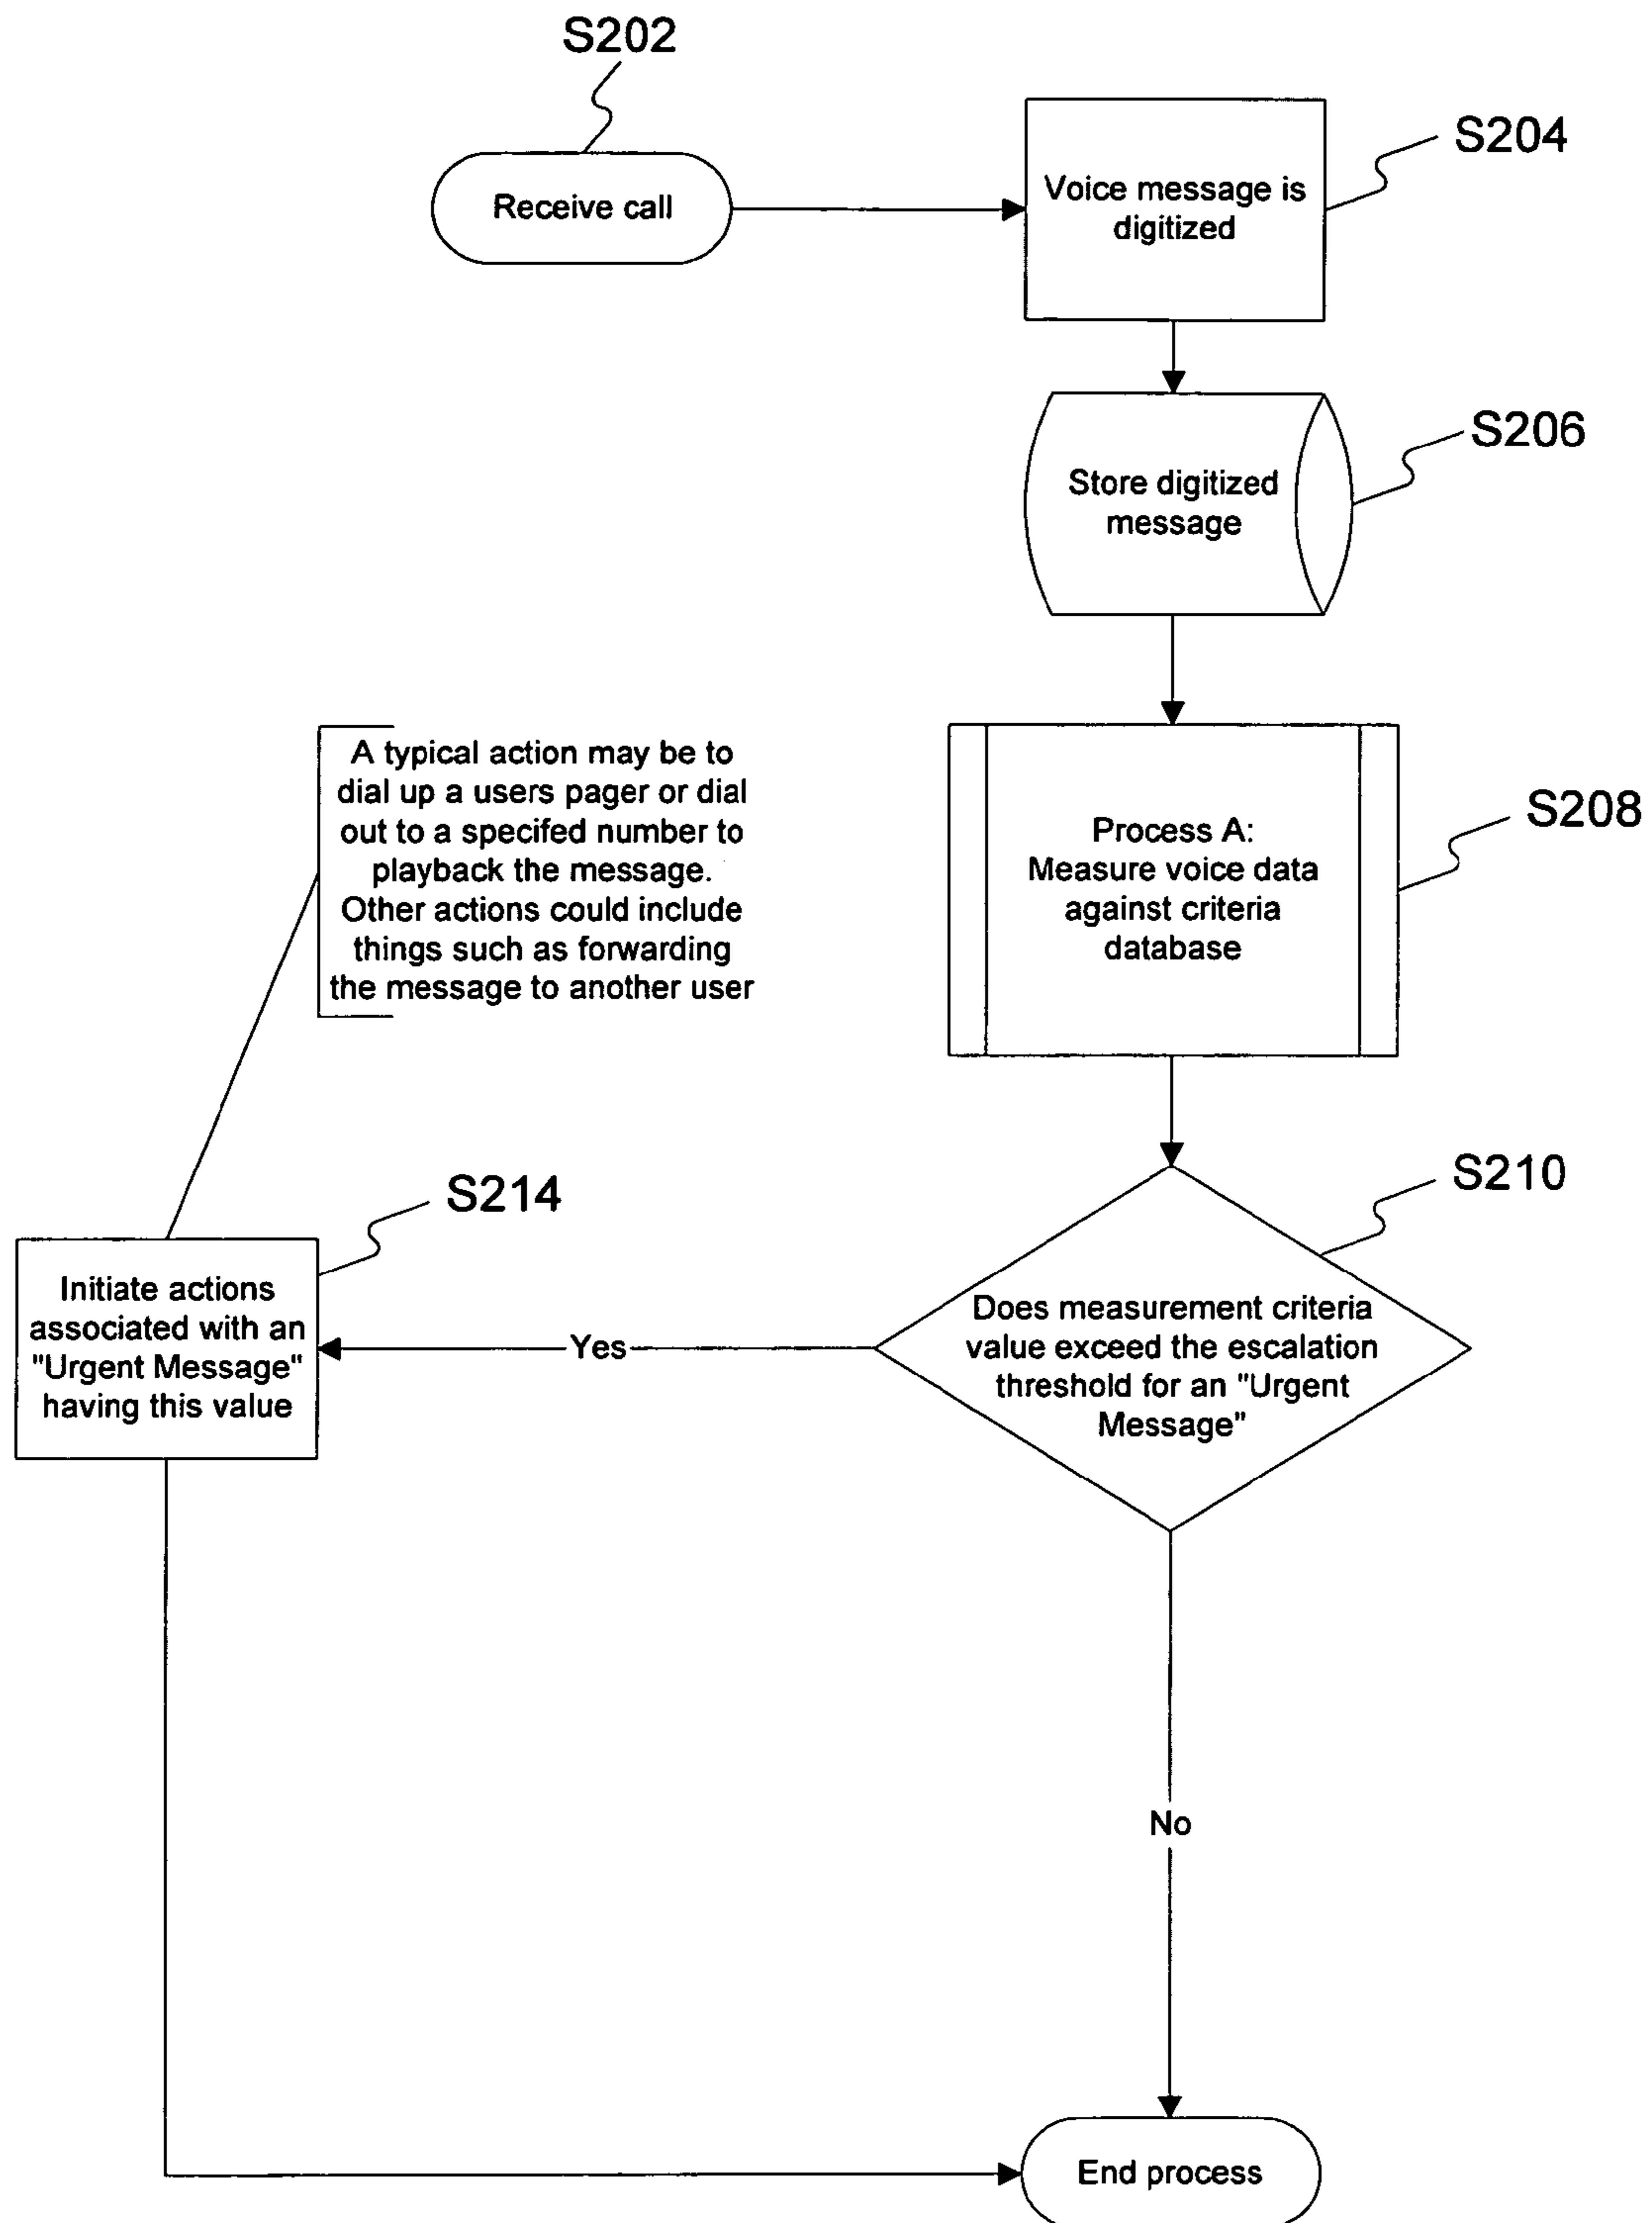 S202
Receive call
S204
Voice message is
digitized
S206
Store digitized
message
A typical action may be to
dial up a users pager or dial
out to a specifed number to
playback the message.
Other actions could include
things such as forwarding
the message to another user
S208
Process A:
Measure voice data
against criteria
database
S210
Does measurement criteria
value exceed the escalation
threshold for an "Urgent
Message"
Yes
S214
Initiate actions
associated with an
"Urgent Message"
having this value
No
End process